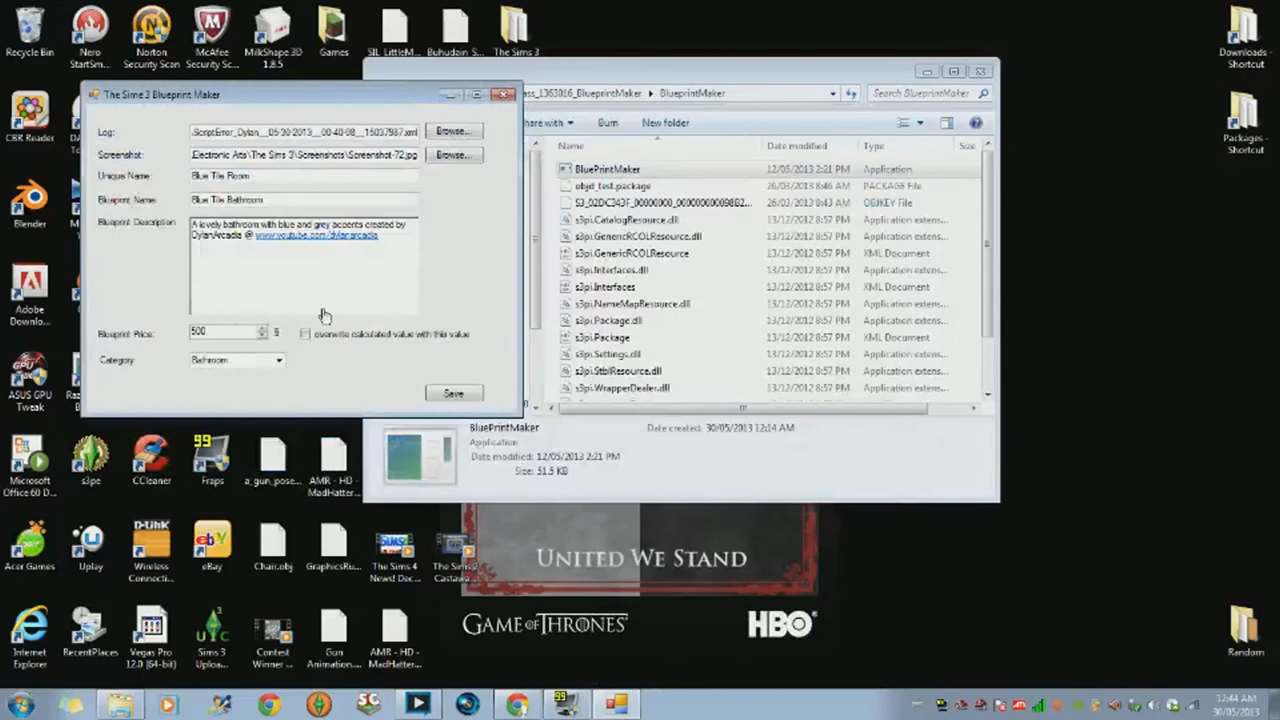 Recycle Bin
Nero StartSm...
Norton Security Scan
McAfee Security Sc...
MilkShape 3D 1.8.5
Games
SIL_LittleM...
Buhudain S...
The Sims 3
Downloads - Shortcut
The Sime 3 Blueprint Maker
ass_1363016_BlueprintMaker
BlueprintMaker
Search BlueprintMaker
Log:
ScriptError_Dylan__05-30-2013__00-40-08__15037987.xml
Browse...
Screenshot:
Electronic Arts\The Sims 3\Screenshots\Screenshot-72.jpg
Browse...
Unique Name
Blue Tile Room
Blueprint Name:
Blue Tile Bathroom
Blueprint Description
A lovely bathroom with blue and grey accents created by
DylanArcadia @ www.youtube.com/dylanarcadia
Blueprint Price:
500
§
overwrite calculated value with this value
Category
Bathroom
Save
hare with
Burn
New folder
Name
Date modified
Type
Size
BluePrintMaker
12/05/2013 2:21 PM
Application
objd_test.package
26/03/2013 8:46 AM
PACKAGE File
S3_02DC343F_00000000_000000000098B2...
26/03/2013 9:43 AM
OBJKEY File
s3pi.CatalogResource.dll
13/12/2012 8:57 PM
Application extens...
s3pi.GenericRCOLResource.dll
13/12/2012 8:57 PM
Application extens...
s3pi.GenericRCOLResource
13/12/2012 8:57 PM
XML Document
s3pi.Interfaces.dll
13/12/2012 8:57 PM
Application extens...
s3pi.Interfaces
13/12/2012 8:57 PM
XML Document
s3pi.NameMapResource.dll
13/12/2012 8:57 PM
Application extens...
s3pi.Package.dll
13/12/2012 8:57 PM
Application extens...
s3pi.Package
13/12/2012 8:57 PM
XML Document
s3pi.Settings.dll
13/12/2012 8:57 PM
Application extens...
s3pi.StblResource.dll
13/12/2012 8:57 PM
Application extens...
s3pi.WrapperDealer.dll
13/12/2012 8:57 PM
Application extens...
BluePrintMaker
Date created: 30/05/2013 12:14 AM
Application
Date modified: 12/05/2013 2:21 PM
Size: 51.5 KB
CBR Reader
Packages - Shortcut
Blender
Adobe Downlo...
ASUS GPU Tweak
Microsoft Office 60 D...
s3pe
CCleaner
99
Fraps
a_gun_pose...
AMR - HD - MadHatter...
UNITED WE STAND
Acer Games
Uplay
D-Link
Wireless Connecti...
ebY
eBay
Chair.obj
GraphicsRu...
The Sims 4 News! Dec...
GAME OF THRONES
HBO
Internet Explorer
RecentPlaces
Vegas Pro 12.0 (64-bit)
Sims 3 Uploa...
Contest Winner ...
Gun Animation....
AMR - HD - MadHatter...
Random
12:44 AM
30/05/2013